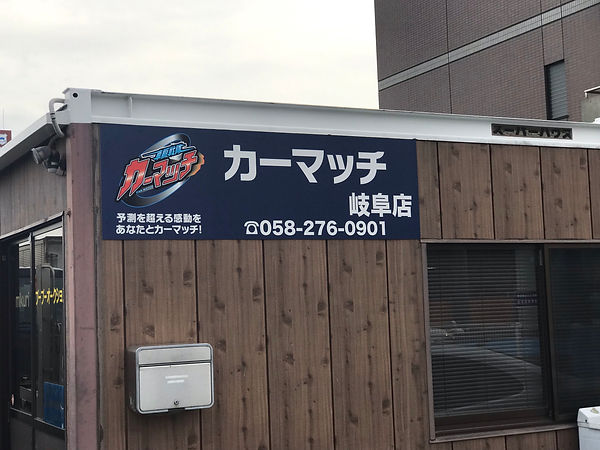 カーマッチ
カーマッチ
岐阜店
予測を超える感動を
あなたとカーマッチ!
☎058-276-0901